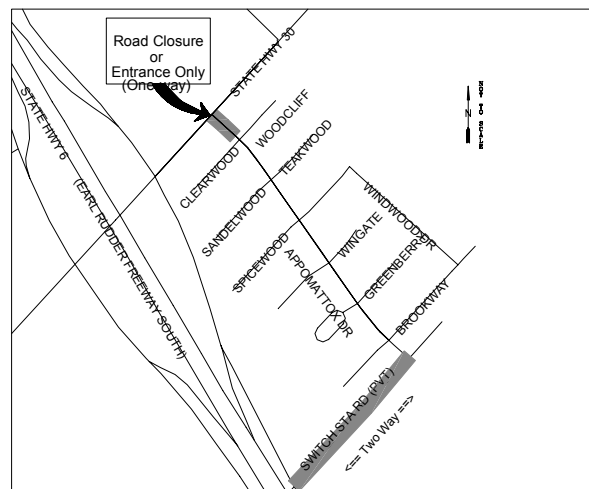 Road Closure
or
Entrance Only
(One way)
STATE HWY 30
STATE HWY 6
(EARL RUDDER FREEWAY SOUTH)
WOODCLIFF
CLEARWOOD
TEAKWOOD
SANDELWOOD
SPICEWOOD
WINDWOOD DR
WINGATE
APPOMATTOX DR
GREENBERR
BROOKWAY
SWITCH STA RD (PVT)
<== Two Way ==>
N